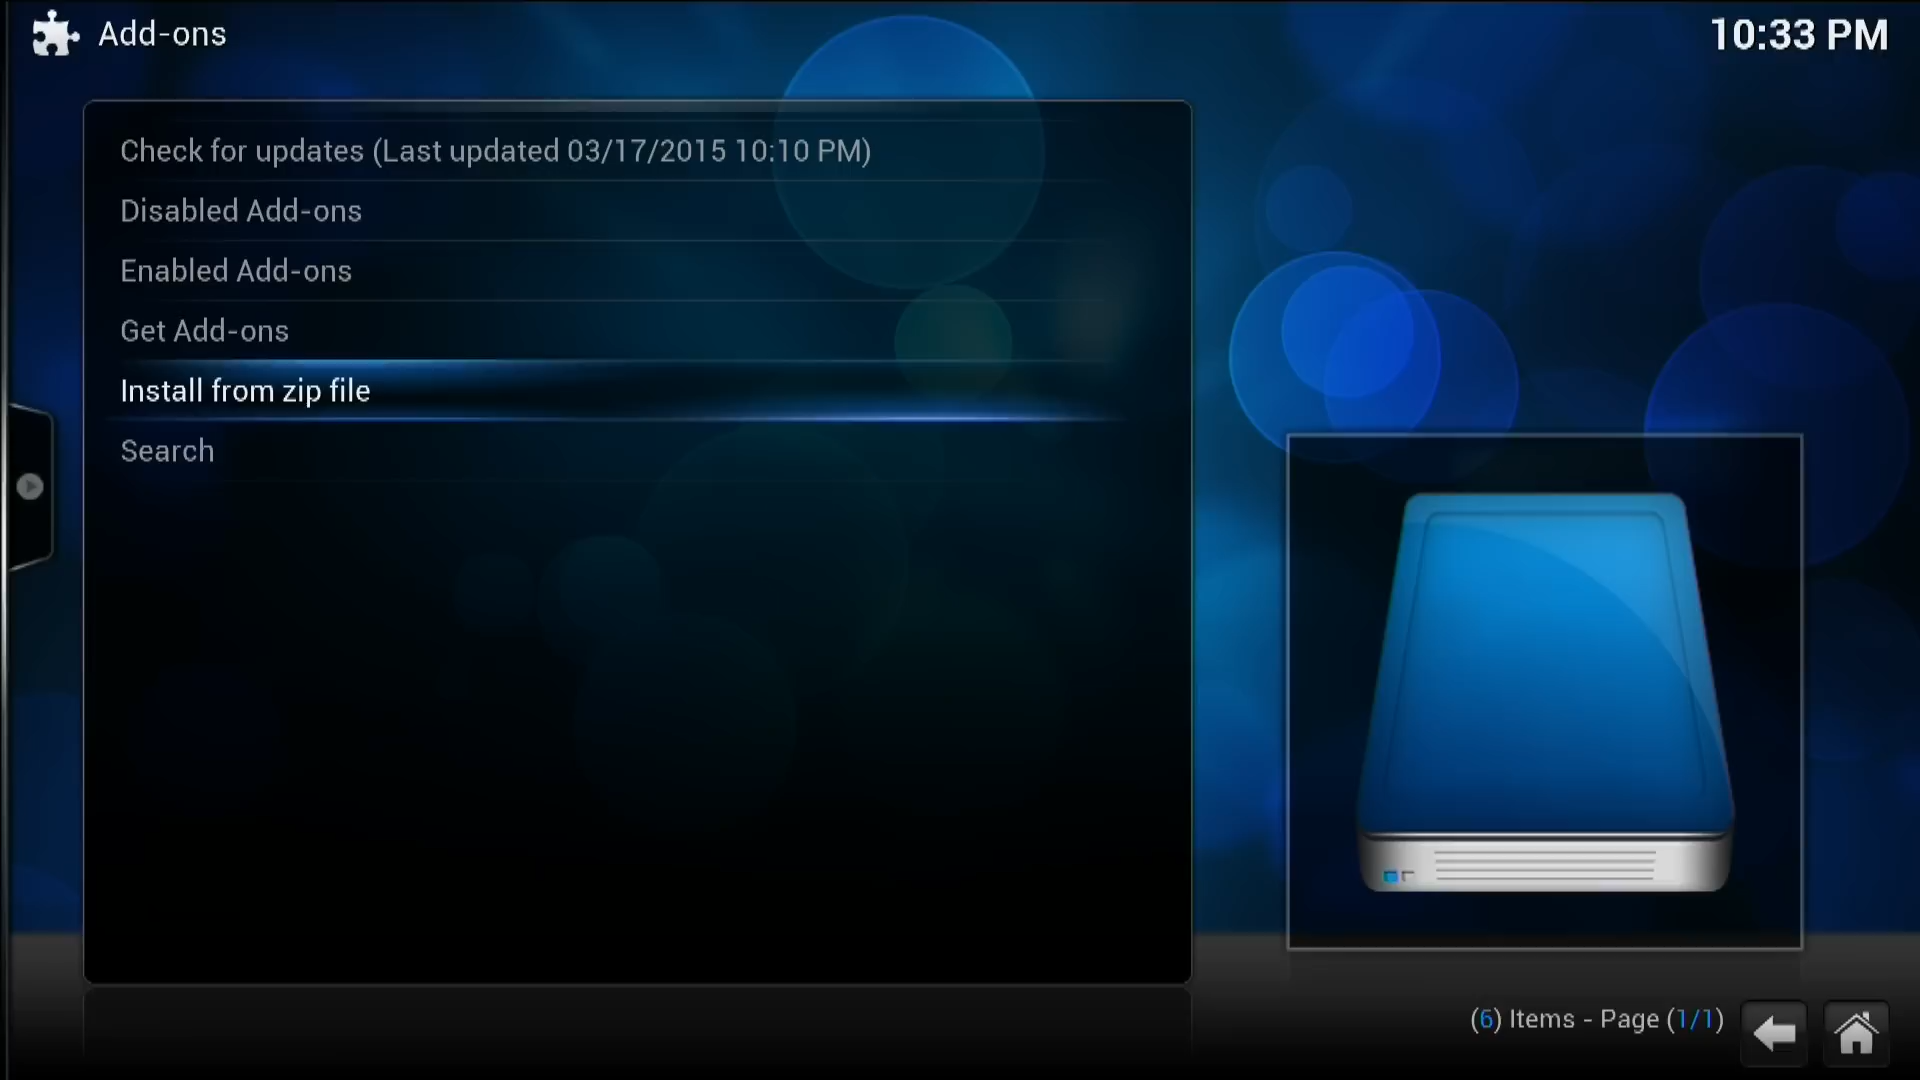 Add-ons
10:33 PM
Check for updates (Last updated 03/17/2015 10:10 PM)
Disabled Add-ons
Enabled Add-ons
Get Add-ons
Install from zip file
Search
(6) Items - Page (1/1)